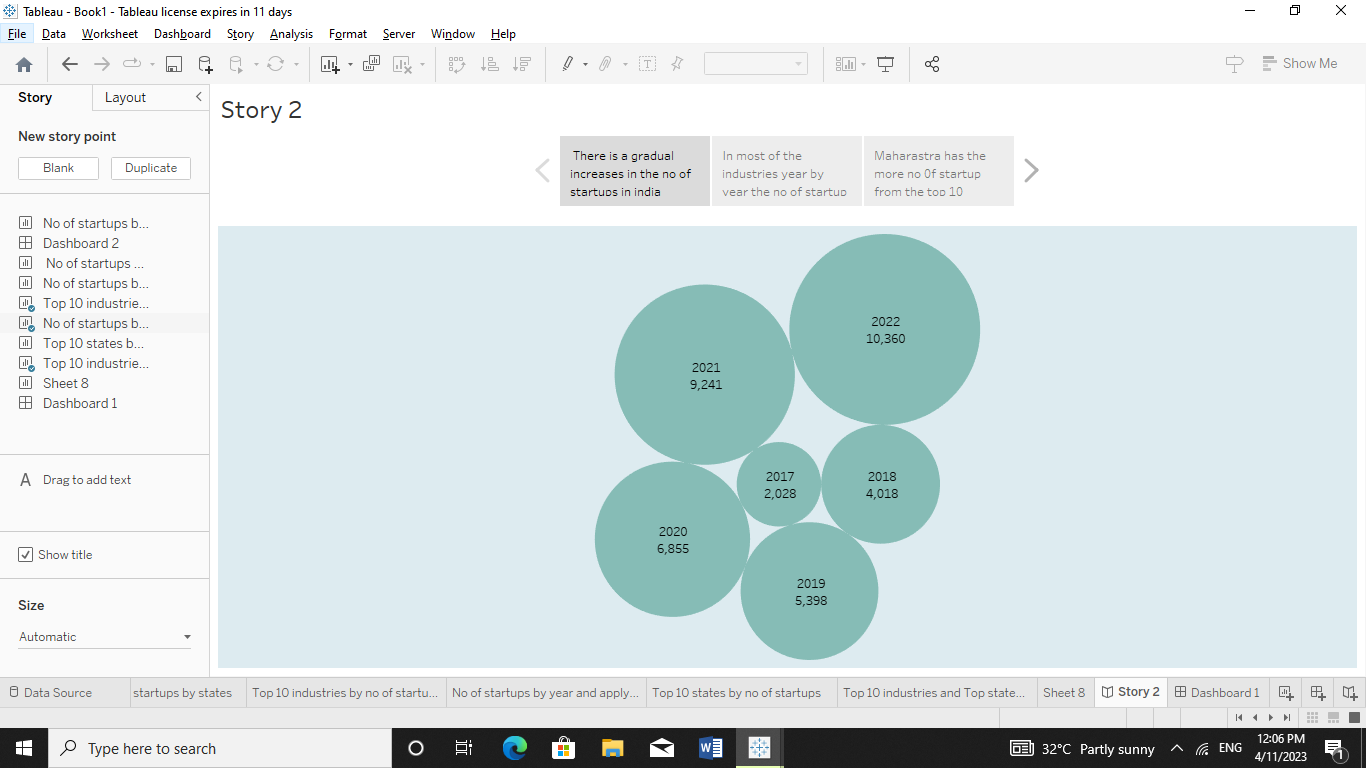 Tableau - Book1 - Tableau license expires in 11 days
File Data Worksheet Dashboard Story Analysis Format Server Window Help
Show Me
Story Layout
New story point
Blank Duplicate
No of startups b...
Dashboard 2
No of startups ...
No of startups b...
Top 10 industrie...
No of startups b...
Top 10 states b...
Top 10 industrie...
Sheet 8
Dashboard 1
A Drag to add text
Show title
Size
Automatic
Story 2
There is a gradual
increases in the no of
startups in india
In most of the
industries year by
year the no of startup
Maharastra has the
more no 0f startup
from the top 10
2022
10,360
2021
9,241
2017
2,028
2018
4,018
2020
6,855
2019
5,398
Data Source startups by states Top 10 industries by no of startu... No of startups by year and apply... Top 10 states by no of startups Top 10 industries and Top state... Sheet 8 Story 2 Dashboard 1
Type here to search
32°C Partly sunny ENG
12:06 PM
4/11/2023
1